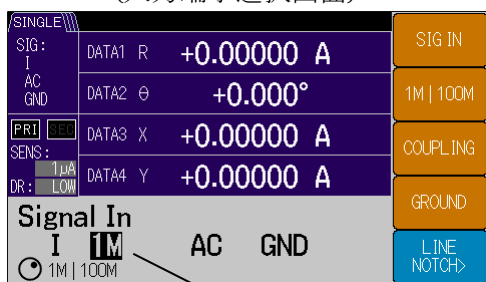 SINGLE
SIG:
I
AC
GND
PRI SEC
SENS:
1μA
DR: LOW
DATA1 R +0.00000 A
DATA2 θ +0.000°
DATA3 X +0.00000 A
DATA4 Y +0.00000 A
Signal In
I 1M AC GND
1M|100M
SIG IN
1M|100M
COUPLING
GROUND
LINE
NOTCH>